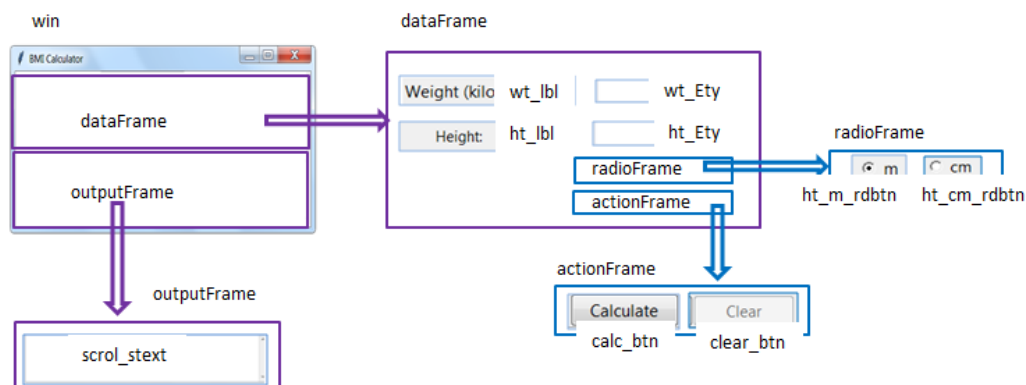 win
dataFrame
BMI Calculator
dataFrame
outputFrame
Weight (kilo
wt_lbl
wt_Ety
Height:
ht_lbl
ht_Ety
radioFrame
actionFrame
radioFrame
m
cm
ht_m_rdbtn
ht_cm_rdbtn
actionFrame
Calculate
Clear
calc_btn
clear_btn
outputFrame
scrol_stext